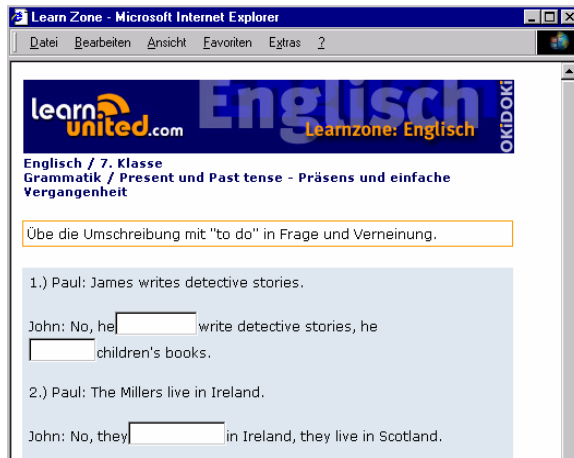 Learn Zone - Microsoft Internet Explorer
Datei Bearbeiten Ansicht Favoriten Extras ?
learn united.com Englisch Learnzone: Englisch OKiDOKi
Englisch / 7. Klasse
Grammatik / Present und Past tense - Präsens und einfache
Vergangenheit
Übe die Umschreibung mit "to do" in Frage und Verneinung.
1.) Paul: James writes detective stories.
John: No, he write detective stories, he
children's books.
2.) Paul: The Millers live in Ireland.
John: No, they in Ireland, they live in Scotland.